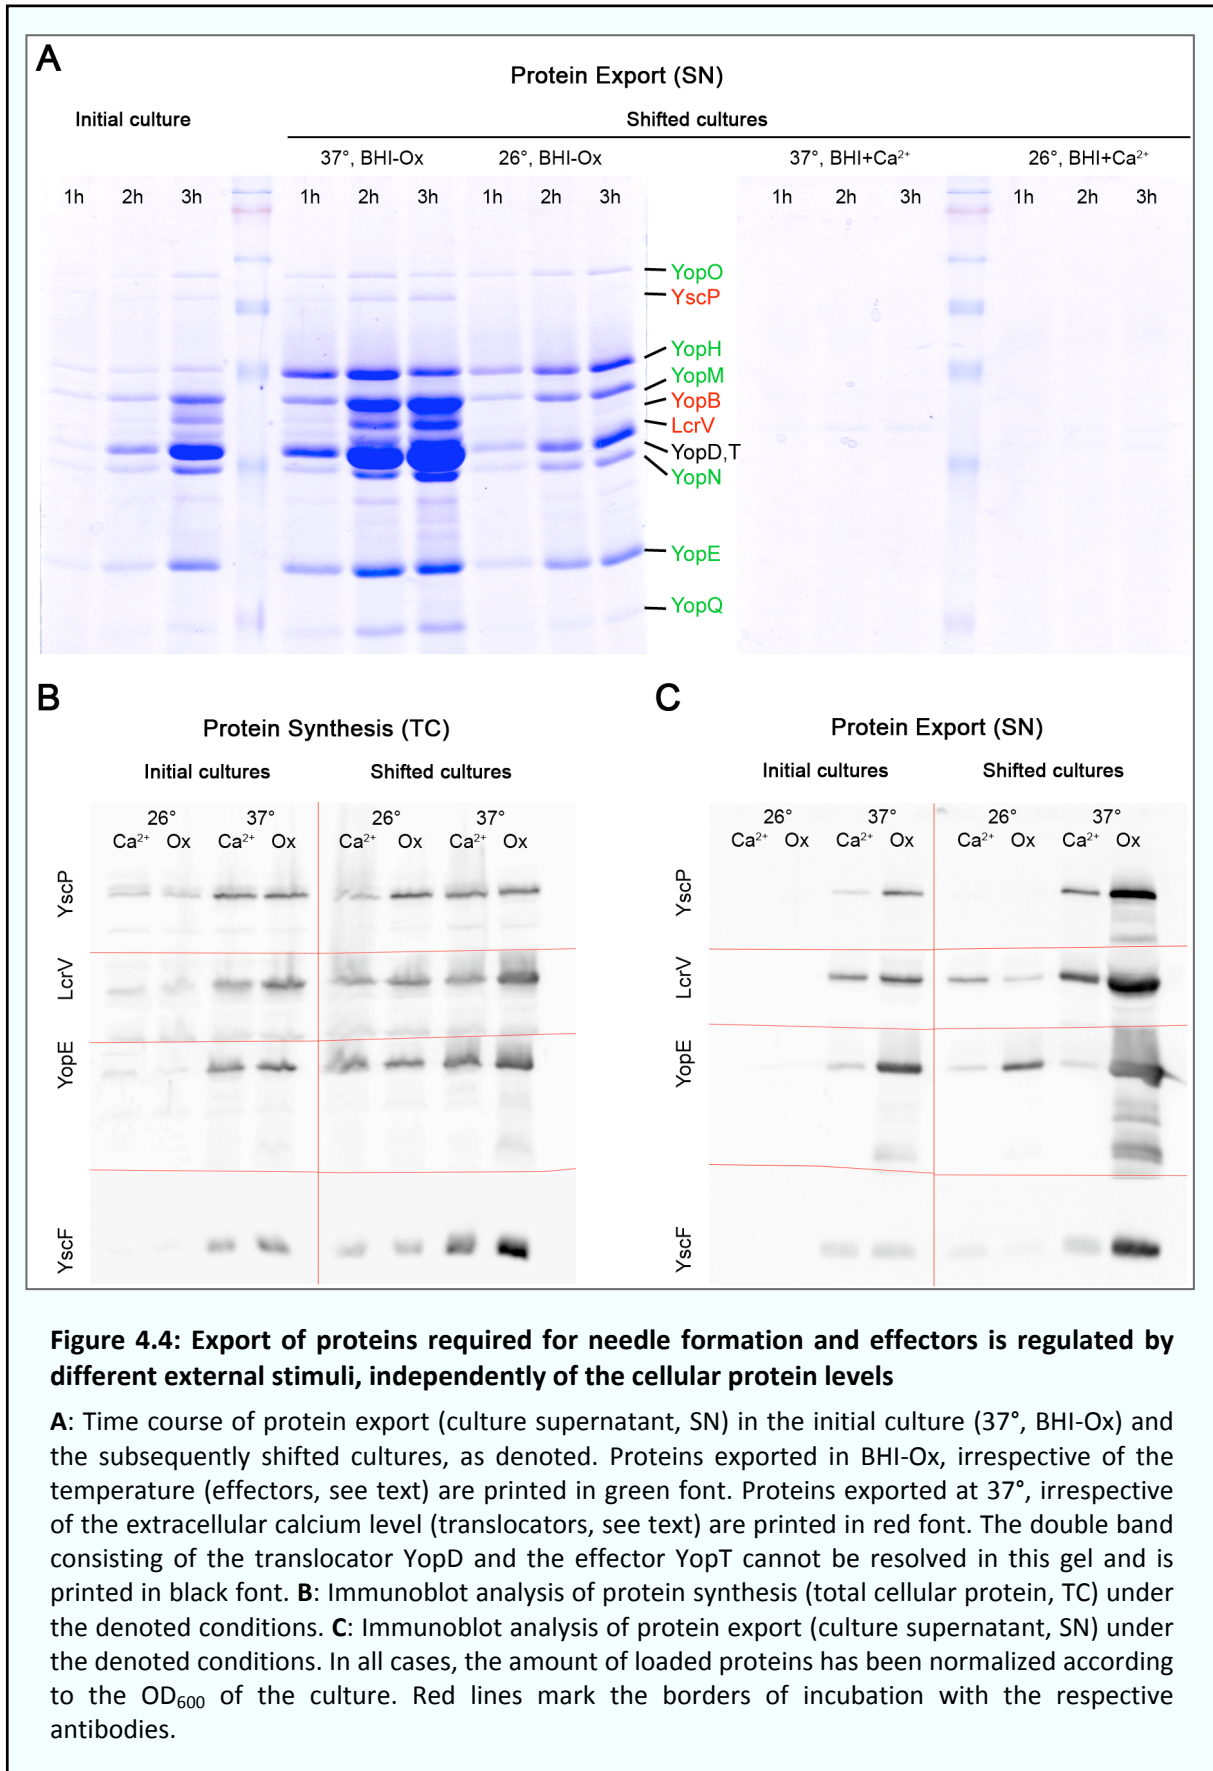 A
Protein Export (SN)
Initial culture
Shifted cultures
37°, BHI-Ox 26°, BHI-Ox 37°, BHI+Ca²⁺ 26°, BHI+Ca²⁺
1h 2h 3h 1h 2h 3h 1h 2h 3h 1h 2h 3h 1h 2h 3h
YopO
YscP
YopH
YopM
YopB
LcrV
YopD,T
YopN
YopE
YopQ
B
Protein Synthesis (TC)
Initial cultures Shifted cultures
26° 37° 26° 37°
Ca²⁺ Ox Ca²⁺ Ox Ca²⁺ Ox Ca²⁺ Ox
YscP
LcrV
YopE
YscF
C
Protein Export (SN)
Initial cultures Shifted cultures
26° 37° 26° 37°
Ca²⁺ Ox Ca²⁺ Ox Ca²⁺ Ox Ca²⁺ Ox
YscP
LcrV
YopE
YscF
Figure 4.4: Export of proteins required for needle formation and effectors is regulated by
different external stimuli, independently of the cellular protein levels
A: Time course of protein export (culture supernatant, SN) in the initial culture (37°, BHI-Ox) and
the subsequently shifted cultures, as denoted. Proteins exported in BHI-Ox, irrespective of the
temperature (effectors, see text) are printed in green font. Proteins exported at 37°, irrespective
of the extracellular calcium level (translocators, see text) are printed in red font. The double band
consisting of the translocator YopD and the effector YopT cannot be resolved in this gel and is
printed in black font. B: Immunoblot analysis of protein synthesis (total cellular protein, TC) under
the denoted conditions. C: Immunoblot analysis of protein export (culture supernatant, SN) under
the denoted conditions. In all cases, the amount of loaded proteins has been normalized according
to the OD₆₀₀ of the culture. Red lines mark the borders of incubation with the respective
antibodies.